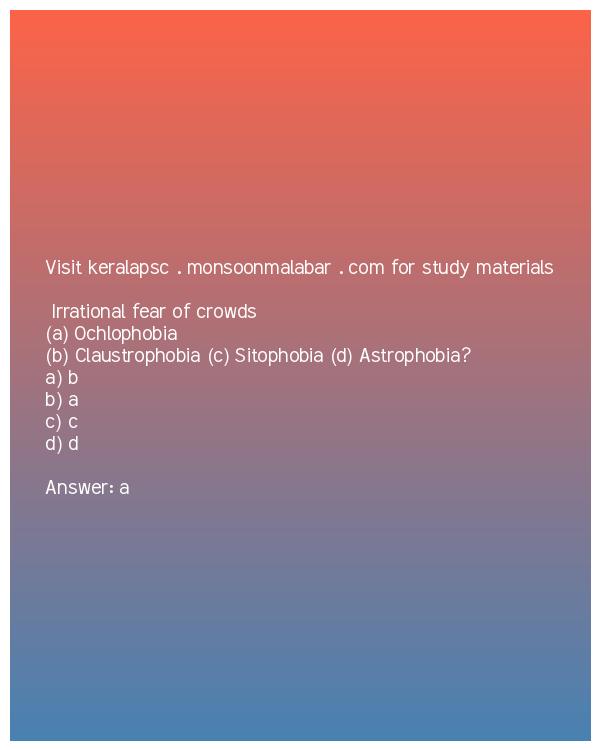 Visit keralapsc . monsoonmalabar . com for study materials
Irrational fear of crowds
(a) Ochlophobia
(b) Claustrophobia (c) Sitophobia (d) Astrophobia?
a) b
b) a
c) c
d) d
Answer: a